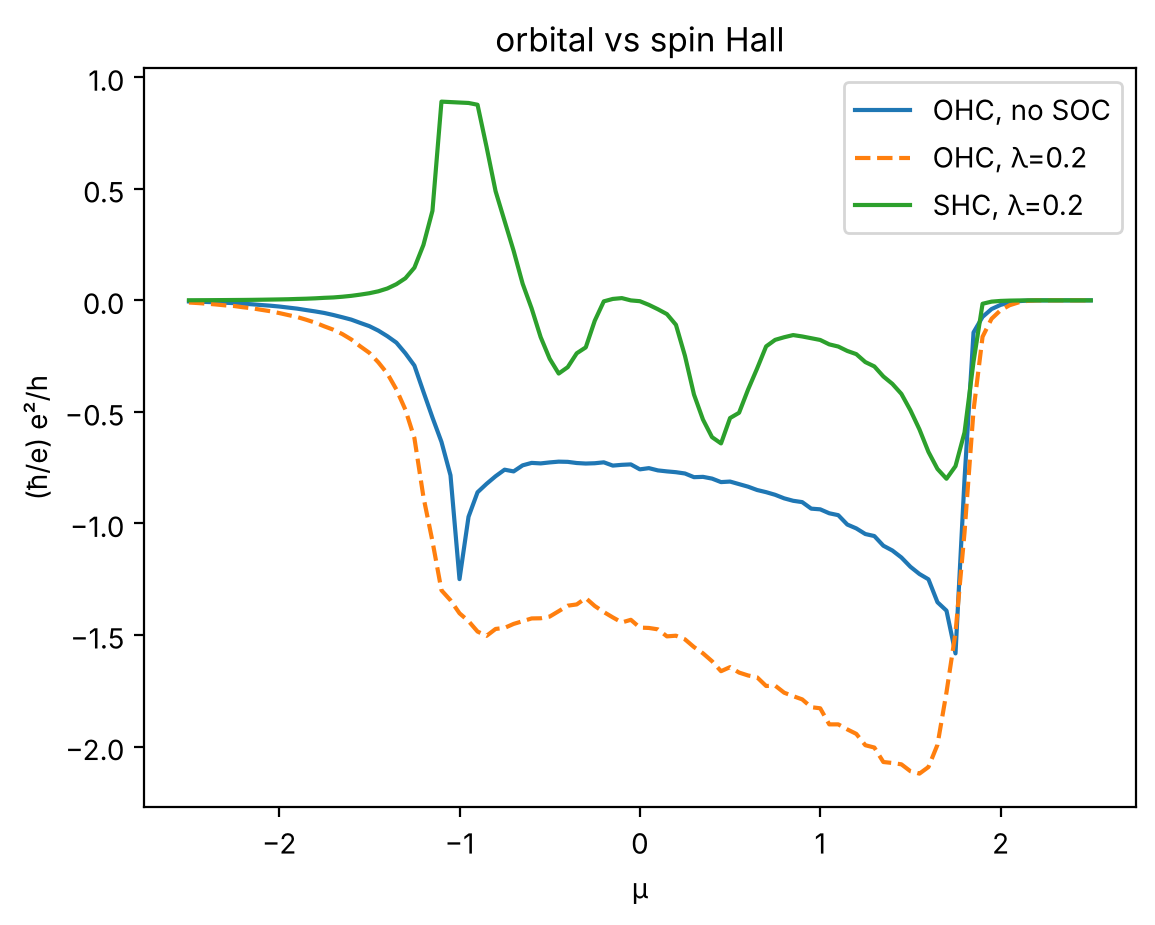 orbital vs spin Hall
OHC, no SOC
OHC, λ=0.2
SHC, λ=0.2
1.0
0.5
0.0
−0.5
−1.0
−1.5
−2.0
(ħ/e) e²/h
−2
−1
0
1
2
μ